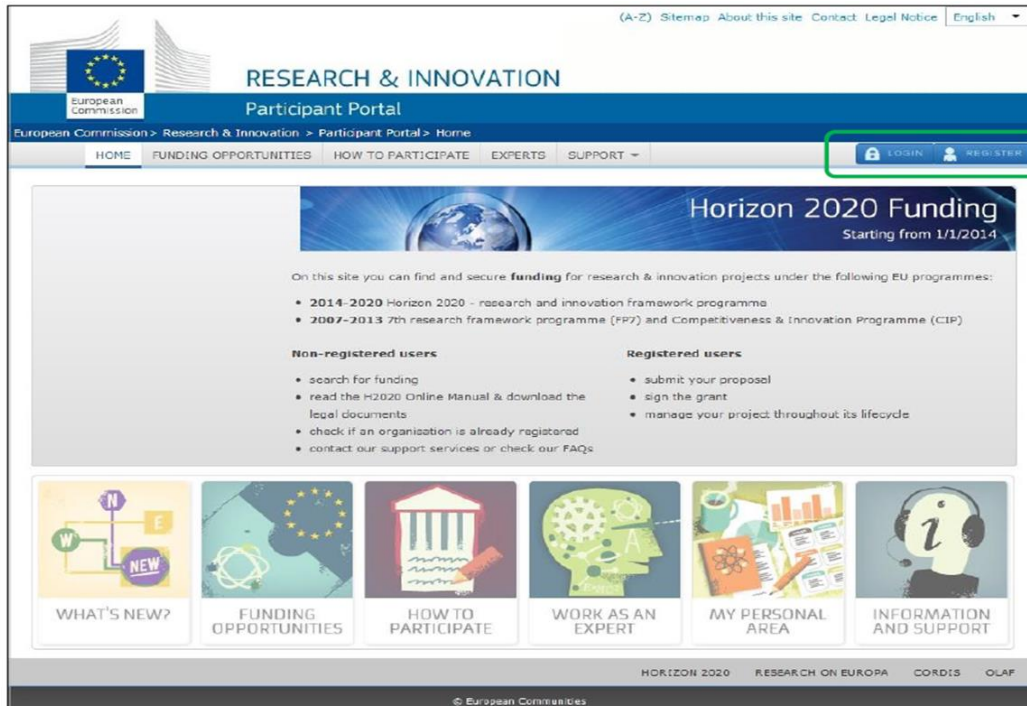 (A-Z) Sitemap About this site Contact Legal Notice English
European
Commission
RESEARCH & INNOVATION
Participant Portal
European Commission> Research & Innovation > Participant Portal> Home
HOME FUNDING OPPORTUNITIES HOW TO PARTICIPATE EXPERTS SUPPORT LOGIN REGISTER
Horizon 2020 Funding
Starting from 1/1/2014
On this site you can find and secure funding for research & innovation projects under the following EU programmes:
• 2014-2020 Horizon 2020 - research and innovation framework programme
• 2007-2013 7th research framework programme (FP7) and Competitiveness & Innovation Programme (CIP)
Non-registered users
• search for funding
• read the H2020 Online Manual & download the
legal documents
• check if an organisation is already registered
• contact our support services or check our FAQs
Registered users
• submit your proposal
• sign the grant
• manage your project throughout its lifecycle
N
E
W
NEW
A
i
WHAT'S NEW?
FUNDING
OPPORTUNITIES
HOW TO
PARTICIPATE
WORK AS AN
EXPERT
MY PERSONAL
AREA
INFORMATION
AND SUPPORT
HORIZON 2020 RESEARCH ON EUROPA CORDIS OLAF
© European Communities